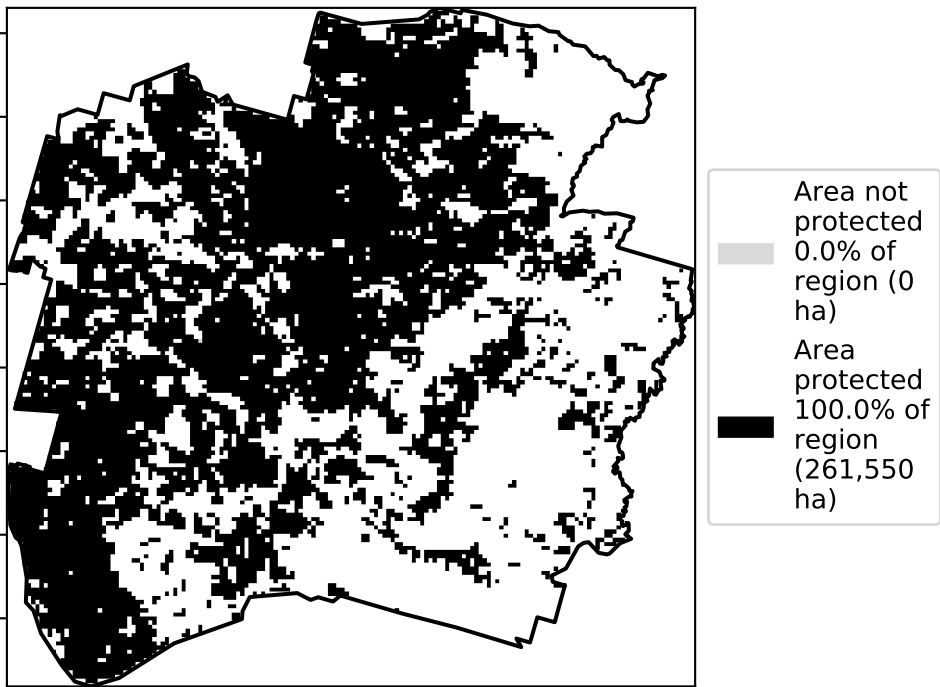 Area not
protected
0.0% of
region (0
ha)
Area
protected
100.0% of
region
(261,550
ha)